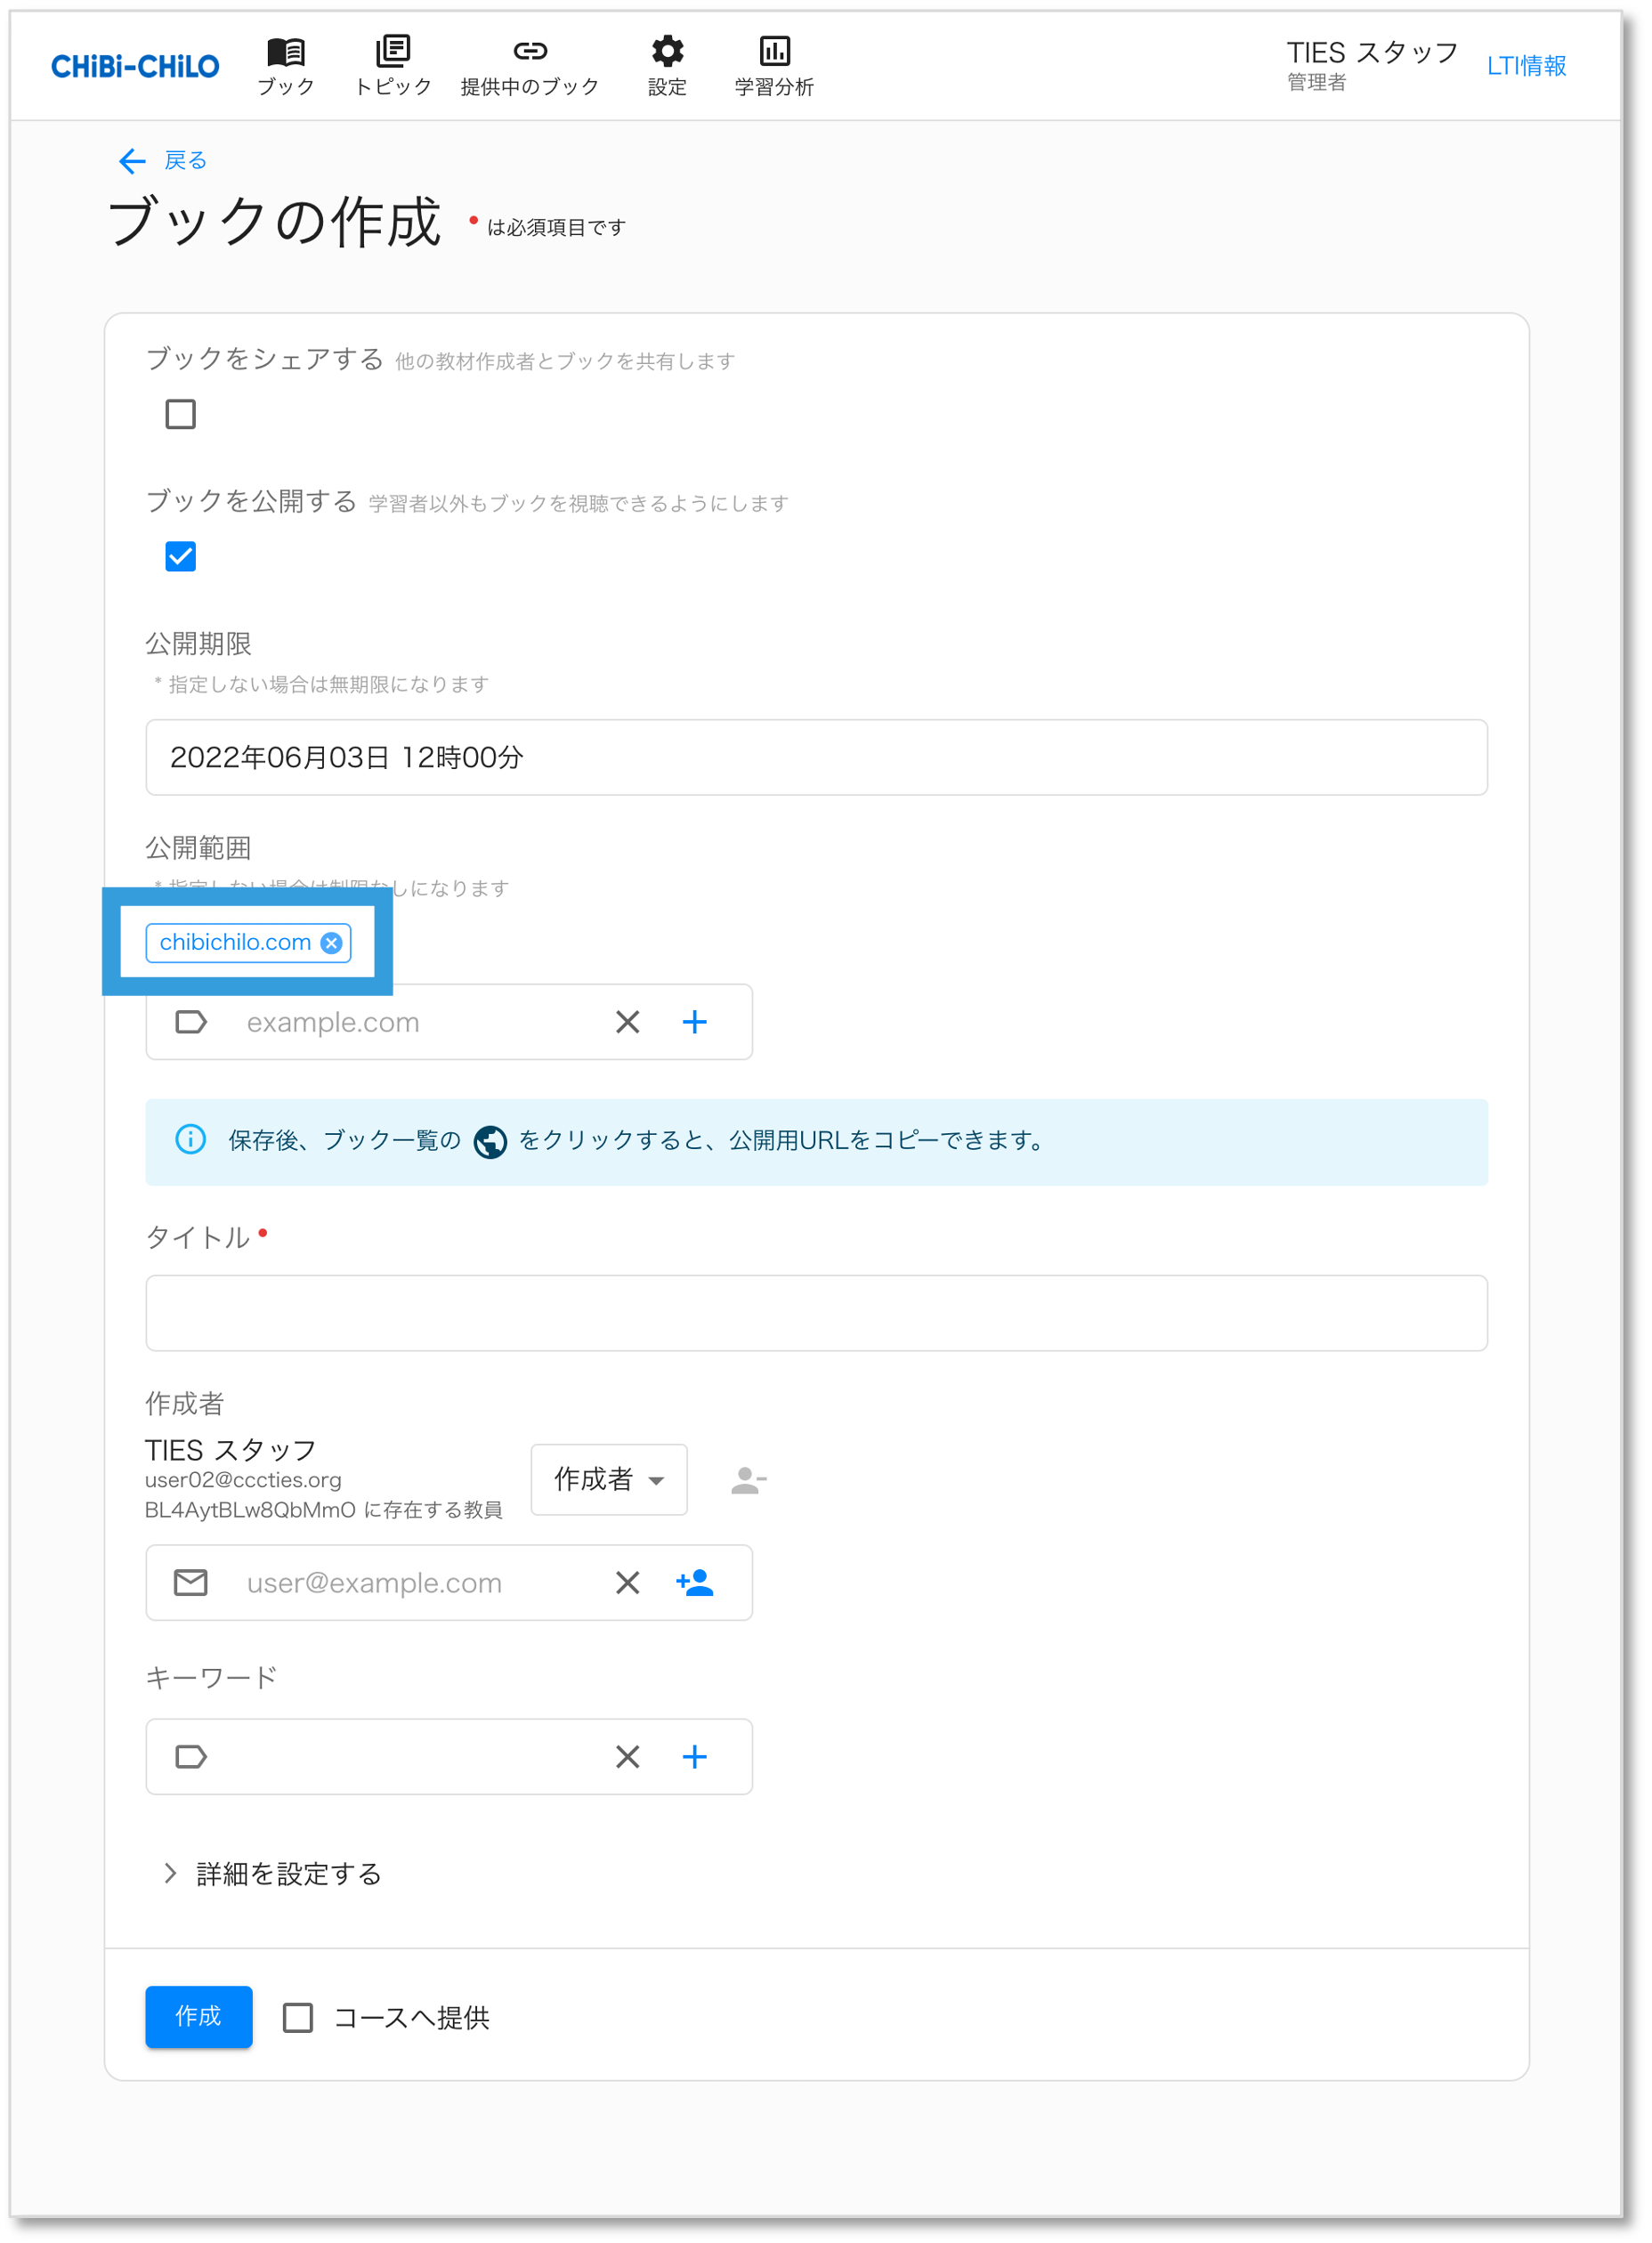 CHiBi-CHiLO
ブック
トピック
提供中のブック
設定
学習分析
TIES スタッフ
管理者
LTI情報
戻る
ブックの作成 • は必須項目です
ブックをシェアする 他の教材作成者とブックを共有します
ブックを公開する 学習者以外もブックを視聴できるようにします
公開期限
* 指定しない場合は無期限になります
2022年06月03日 12時00分
公開範囲
* 指定しない場合は制限なしになります
chibichilo.com
example.com
保存後、ブック一覧の をクリックすると、公開用URLをコピーできます。
タイトル •
作成者
TIES スタッフ
user02@cccties.org
BL4AytBLw8QbMmO に存在する教員
作成者
user@example.com
キーワード
詳細を設定する
作成
コースへ提供